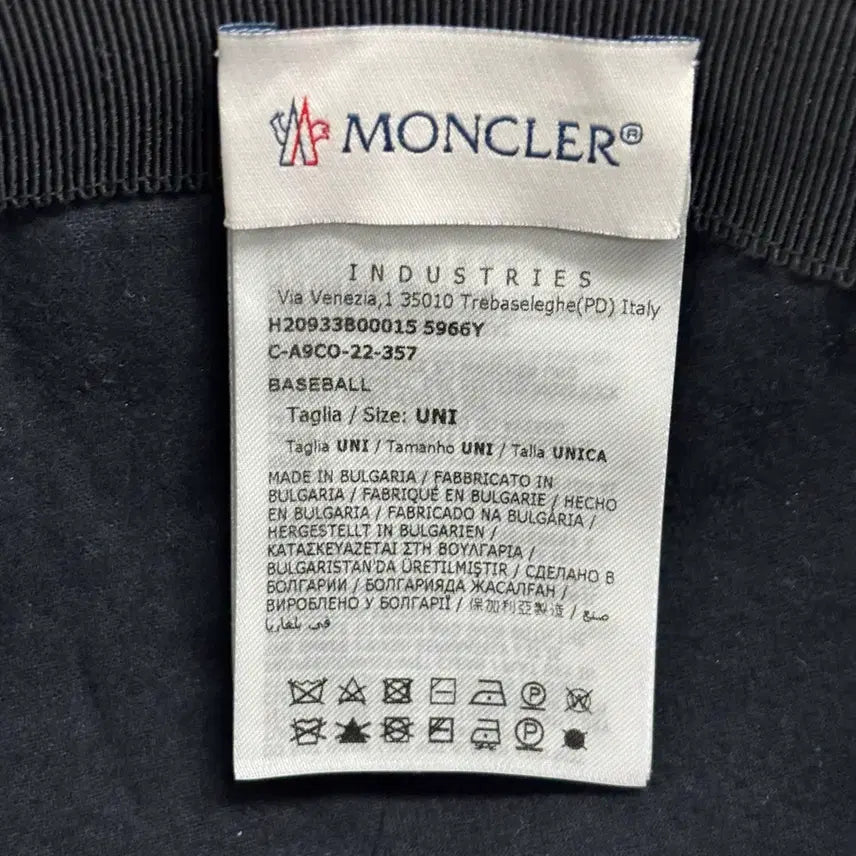 MONCLER®
INDUSTRIES
Via Venezia,1 35010 Trebaseleghe(PD) Italy
H20933B00015 5966Y
C-A9CO-22-357
BASEBALL
Taglia / Size: UNI
Taglia UNI / Tamanho UNI / Talla UNICA
MADE IN BULGARIA / FABBRICATO IN
BULGARIA / FABRIQUÉ EN BULGARIE / HECHO
EN BULGARIA / FABRICADO NA BULGÁRIA /
HERGESTELLT IN BULGARIEN /
ΚΑΤΑΣΚΕΥΑΖΕΤΑΙ ΣΤΗ ΒΟΥΛΓΑΡΙΑ /
BULGARISTAN'DA ÜRETILMIŞTIR / СДЕЛАНО В
БОЛГАРИИ / БОЛГАРИЯДА ЖАСАЛҒАН /
ВИРОБЛЕНО У БОЛГАРІЇ / 保加利亞製造 / صنع
في بلغاريا
P W
P